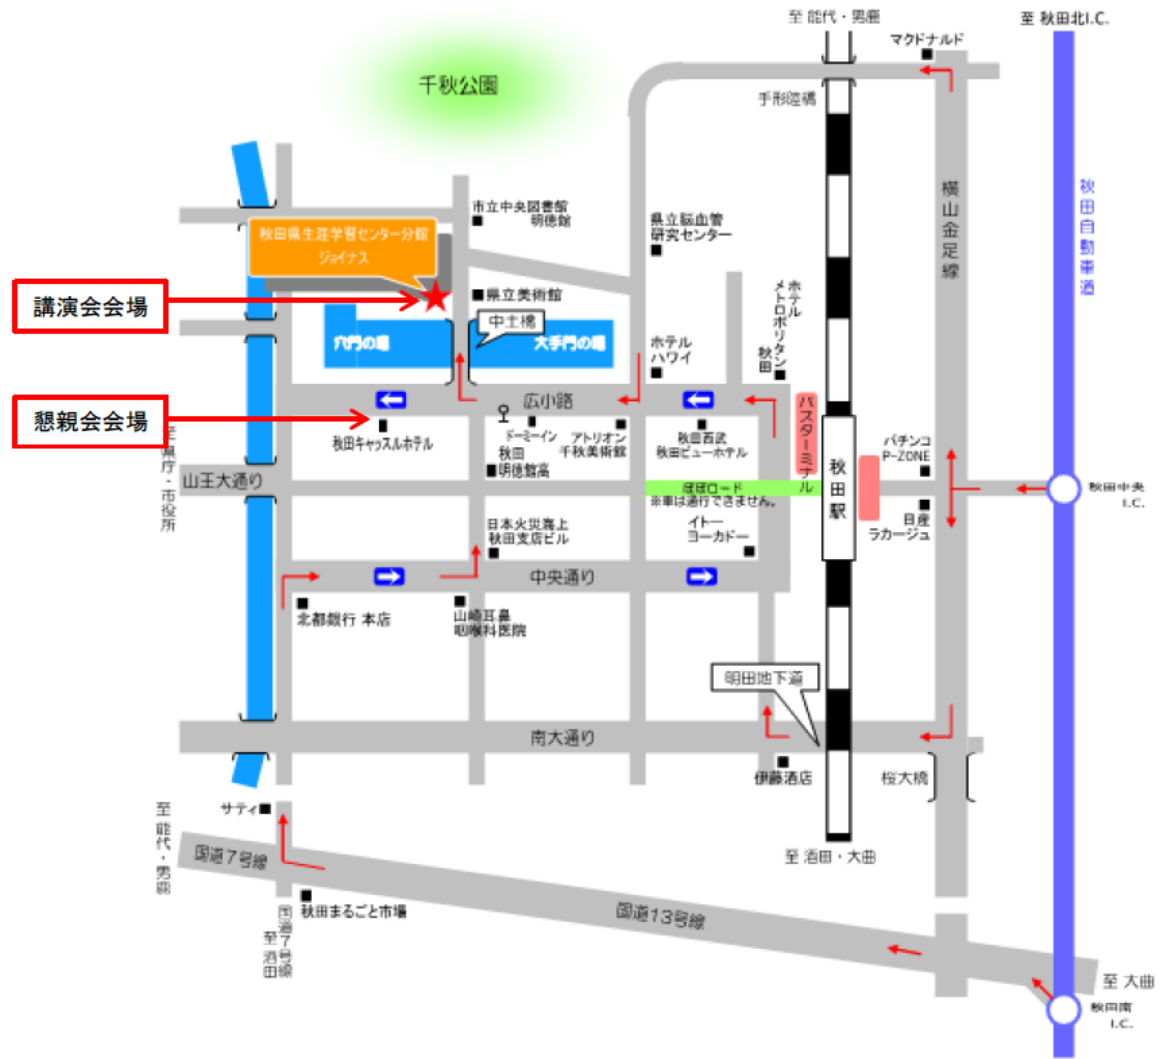 至 能代・男鹿
至 秋田北I.C.
マクドナルド
千秋公園
手形陸橋
横山金足線
秋田自動車道
市立中央図書館
明徳館
県立脳血管
研究センター
秋田県生涯学習センター分館
ジョイナス
講演会会場
県立美術館
中土橋
穴門の堀
大手門の堀
ホテル
ハワイ
ホテル
メトロポリタン
秋田
懇親会会場
広小路
バスターミナル
秋田キャッスルホテル
ドーミーイン
秋田
アトリオン
千秋美術館
秋田西武
秋田ビューホテル
パチンコ
P-ZONE
明徳館高
至 県庁・市役所
山王大通り
ぽぽロード
※車は通行できません。
秋田駅
秋田中央
I.C.
日産
ラカージュ
日本火災海上
秋田支店ビル
イトー
ヨーカドー
中央通り
北都銀行 本店
山崎耳鼻
咽喉科医院
明田地下道
南大通り
伊藤酒店
桜大橋
サティ
至 能代・男鹿
至 酒田・大曲
国道7号線
秋田まるごと市場
国道7号線
至 酒田
国道13号線
至 大曲
秋田南
I.C.